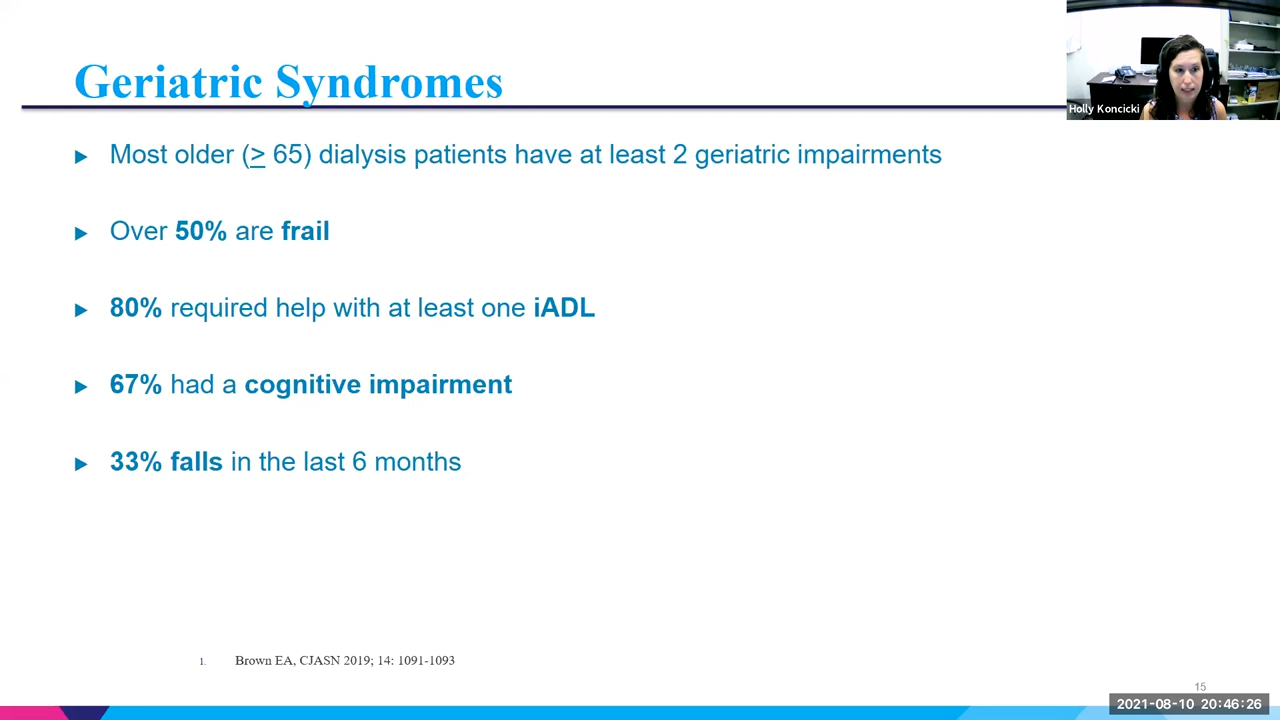 Geriatric Syndromes
Holly Koncicki
Most older (≥ 65) dialysis patients have at least 2 geriatric impairments
Over 50% are frail
80% required help with at least one iADL
67% had a cognitive impairment
33% falls in the last 6 months
1. Brown EA, CJASN 2019; 14: 1091-1093
15
2021-08-10 20:46:26